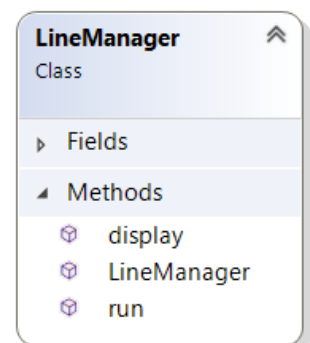 LineManager
Class
Fields
Methods
display
LineManager
run